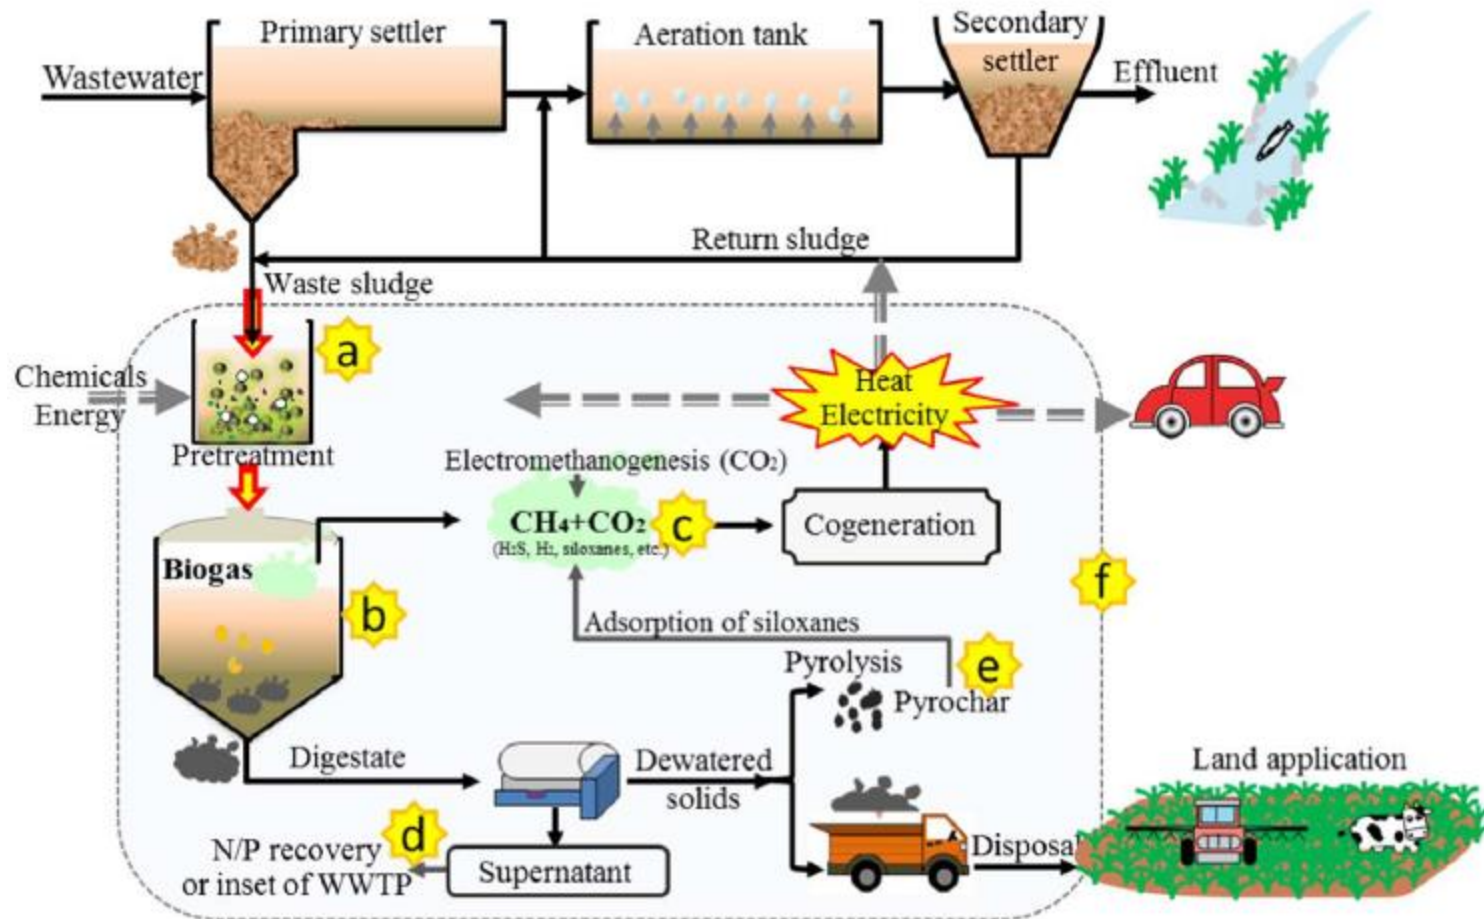 Primary settler
Aeration tank
Secondary
settler
Wastewater
Effluent
Return sludge
Waste sludge
a
Chemicals
Energy
Pretreatment
Heat
Electricity
Electromethanogenesis (CO₂)
CH₄+CO₂
(H₂S, H₂, siloxanes, etc.)
c
Cogeneration
Biogas
b
f
Adsorption of siloxanes
e
Pyrolysis
Pyrochar
Digestate
Dewatered
solids
Land application
d
N/P recovery
or inset of WWTP
Supernatant
Disposal